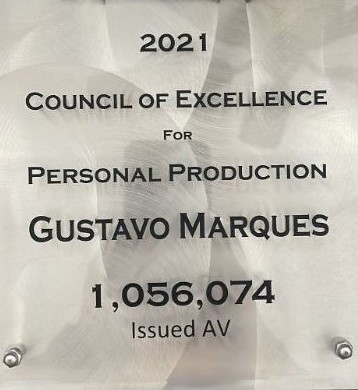 2021
COUNCIL OF EXCELLENCE
FOR
PERSONAL PRODUCTION
GUSTAVO MARQUES
1,056,074
Issued AV